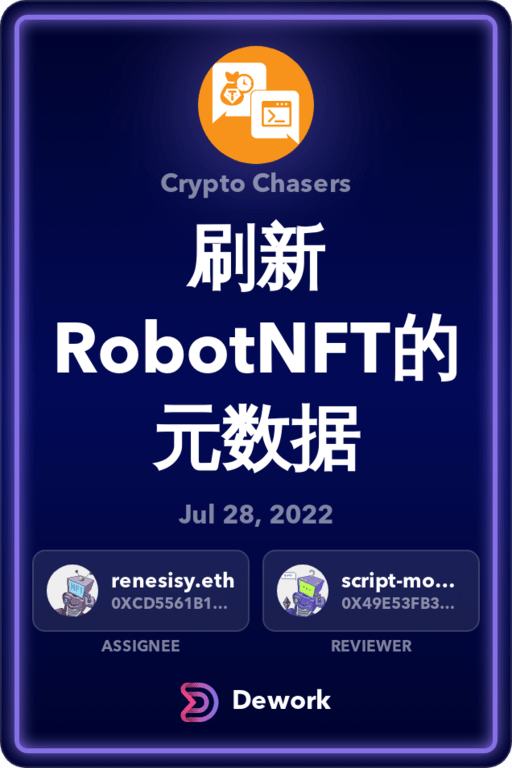 Crypto Chasers
刷新
RobotNFT的
元数据
Jul 28, 2022
renesisy.eth
0XCD5561B1...
ASSIGNEE
script-mo...
0X49E53FB3...
REVIEWER
Dework